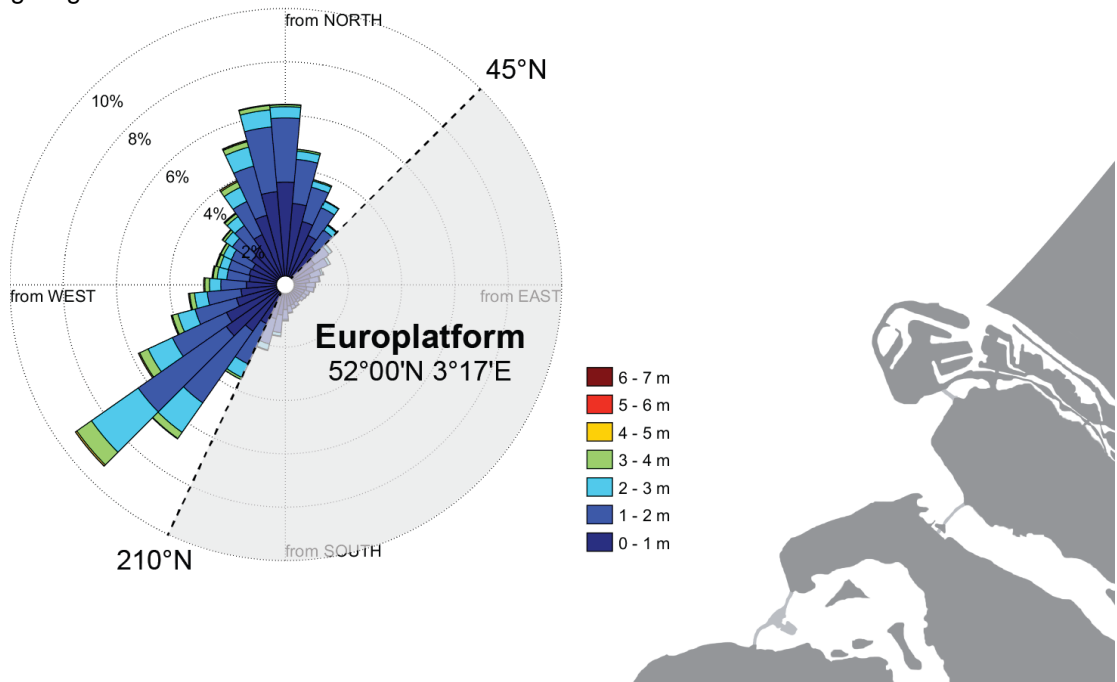 from NORTH
45°N
10%
8%
6%
4%
2%
from WEST
from EAST
Europlatform
52°00'N 3°17'E
6 - 7 m
5 - 6 m
4 - 5 m
3 - 4 m
2 - 3 m
1 - 2 m
0 - 1 m
from SOUTH
210°N